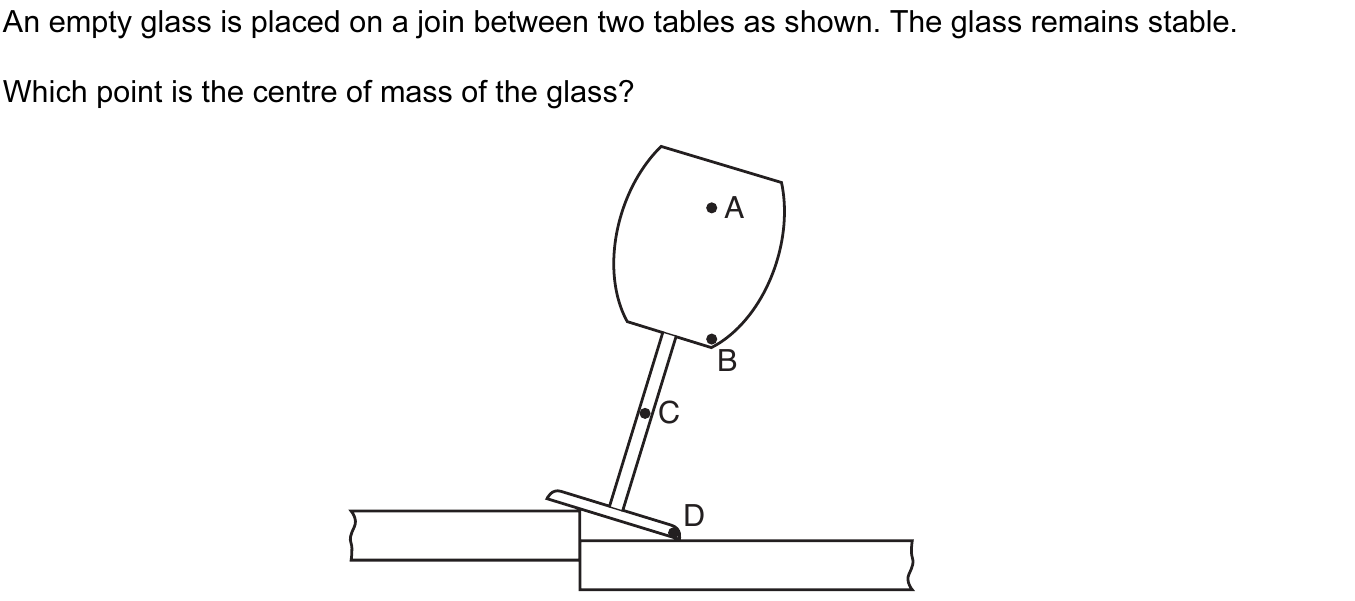 An empty glass is placed on a join between two tables as shown. The glass remains stable.
Which point is the centre of mass of the glass?
A
B
C
D